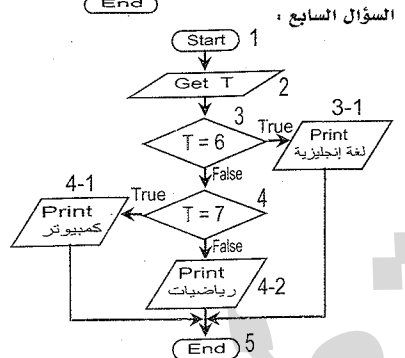 End
السؤال السابع :
Start 1
Get T 2
3
T = 6
True
3-1
Print
لغة إنجليزية
False
4
T = 7
True
4-1
Print
كمبيوتر
False
Print
رياضيات
4-2
End 5